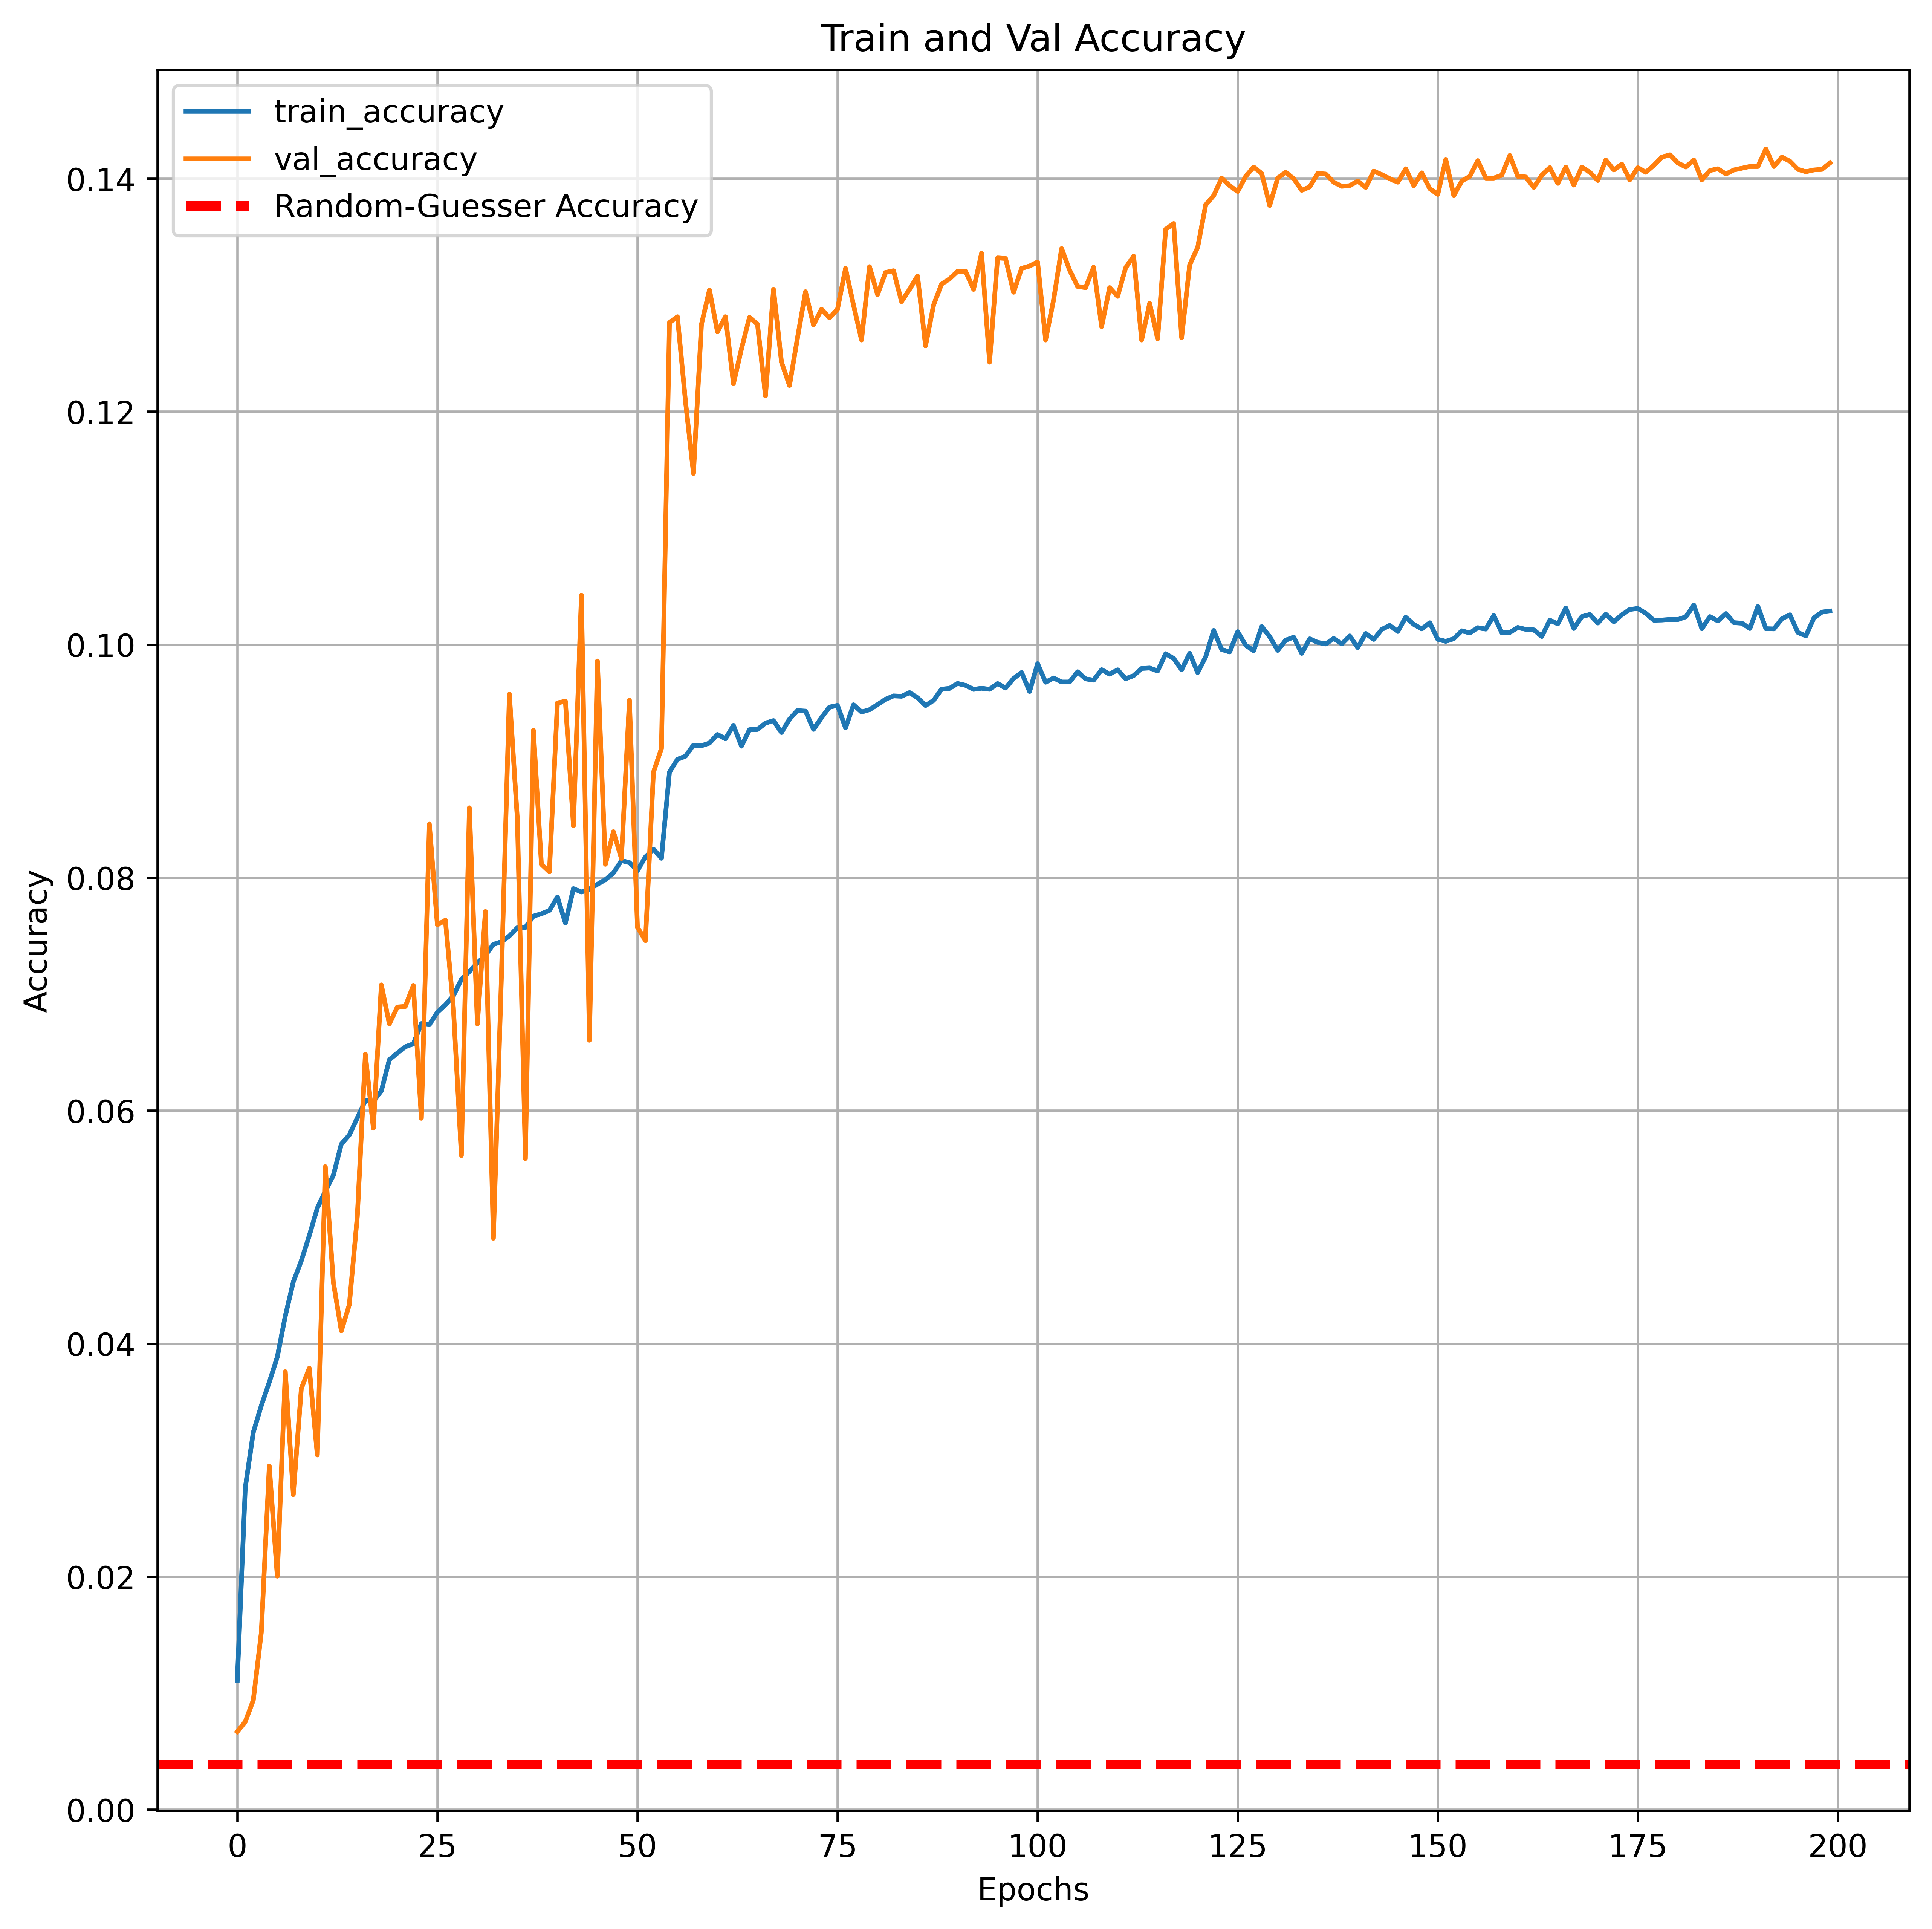 Train and Val Accuracy
train_accuracy
val_accuracy
Random-Guesser Accuracy
0.14
0.12
0.10
0.08
0.06
0.04
0.02
0.00
Accuracy
0 25 50 75 100 125 150 175 200
Epochs